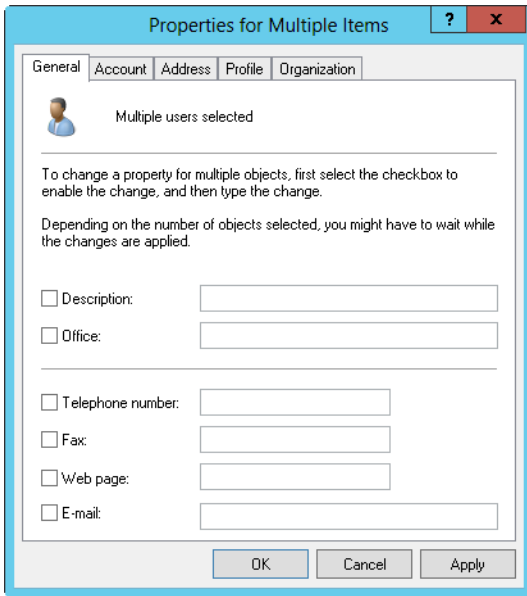 Properties for Multiple Items
? x
General Account Address Profile Organization
Multiple users selected
To change a property for multiple objects, first select the checkbox to
enable the change, and then type the change.
Depending on the number of objects selected, you might have to wait while
the changes are applied.
Description:
Office:
Telephone number:
Fax:
Web page:
E-mail:
OK Cancel Apply